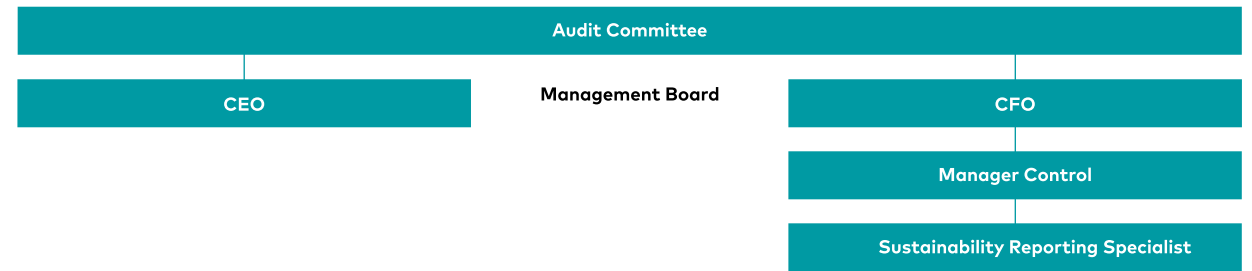 Audit Committee
CEO
Management Board
CFO
Manager Control
Sustainability Reporting Specialist